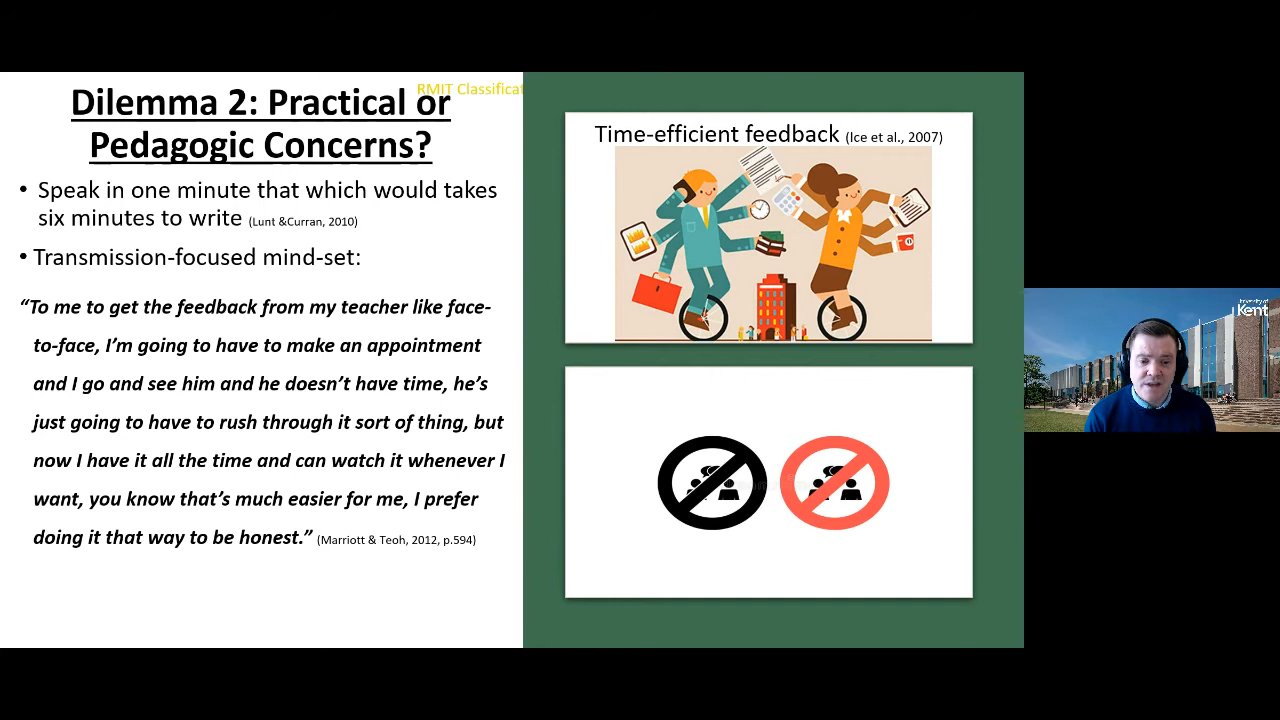 RMIT Classificat
Dilemma 2: Practical or
Pedagogic Concerns?
• Speak in one minute that which would takes
six minutes to write (Lunt &Curran, 2010)
• Transmission-focused mind-set:
“To me to get the feedback from my teacher like face-
to-face, I’m going to have to make an appointment
and I go and see him and he doesn’t have time, he’s
just going to have to rush through it sort of thing, but
now I have it all the time and can watch it whenever I
want, you know that’s much easier for me, I prefer
doing it that way to be honest.” (Marriott & Teoh, 2012, p.594)
Time-efficient feedback (Ice et al., 2007)
University of
Kent